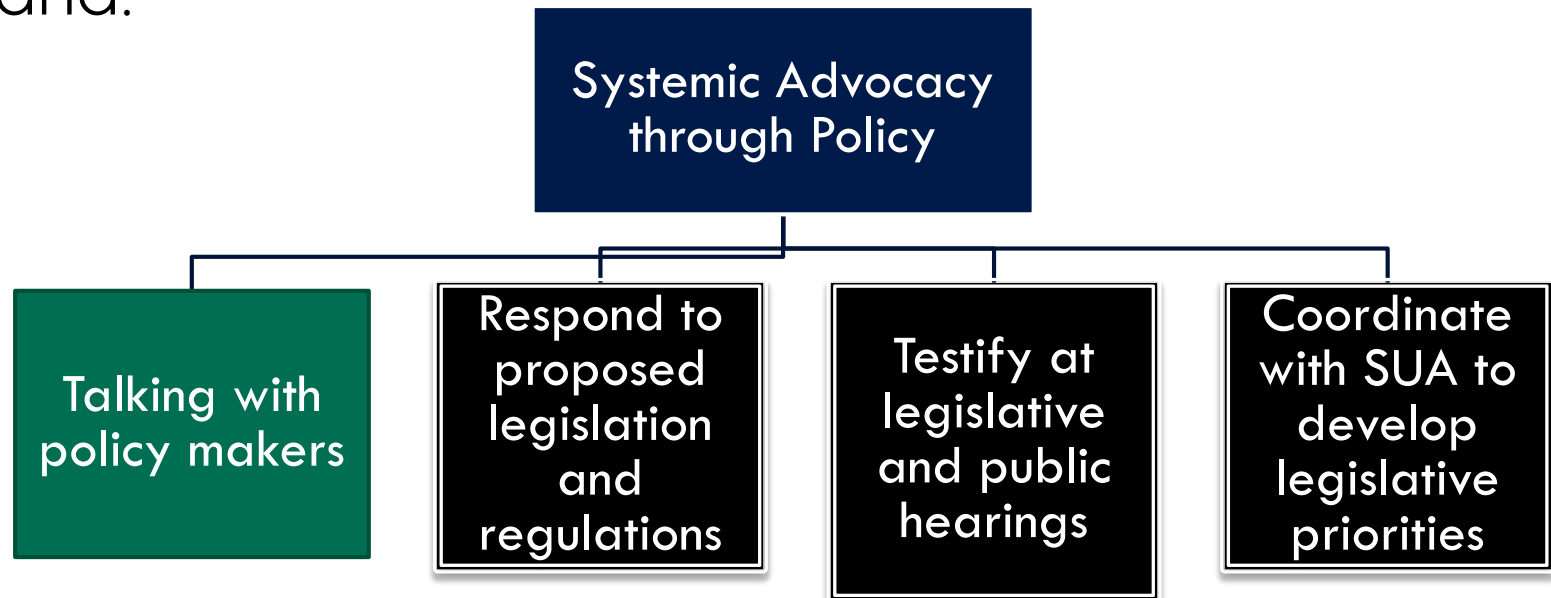 Systemic Advocacy
through Policy
Talking with
policy makers
Respond to
proposed
legislation
and
regulations
Testify at
legislative
and public
hearings
Coordinate
with SUA to
develop
legislative
priorities